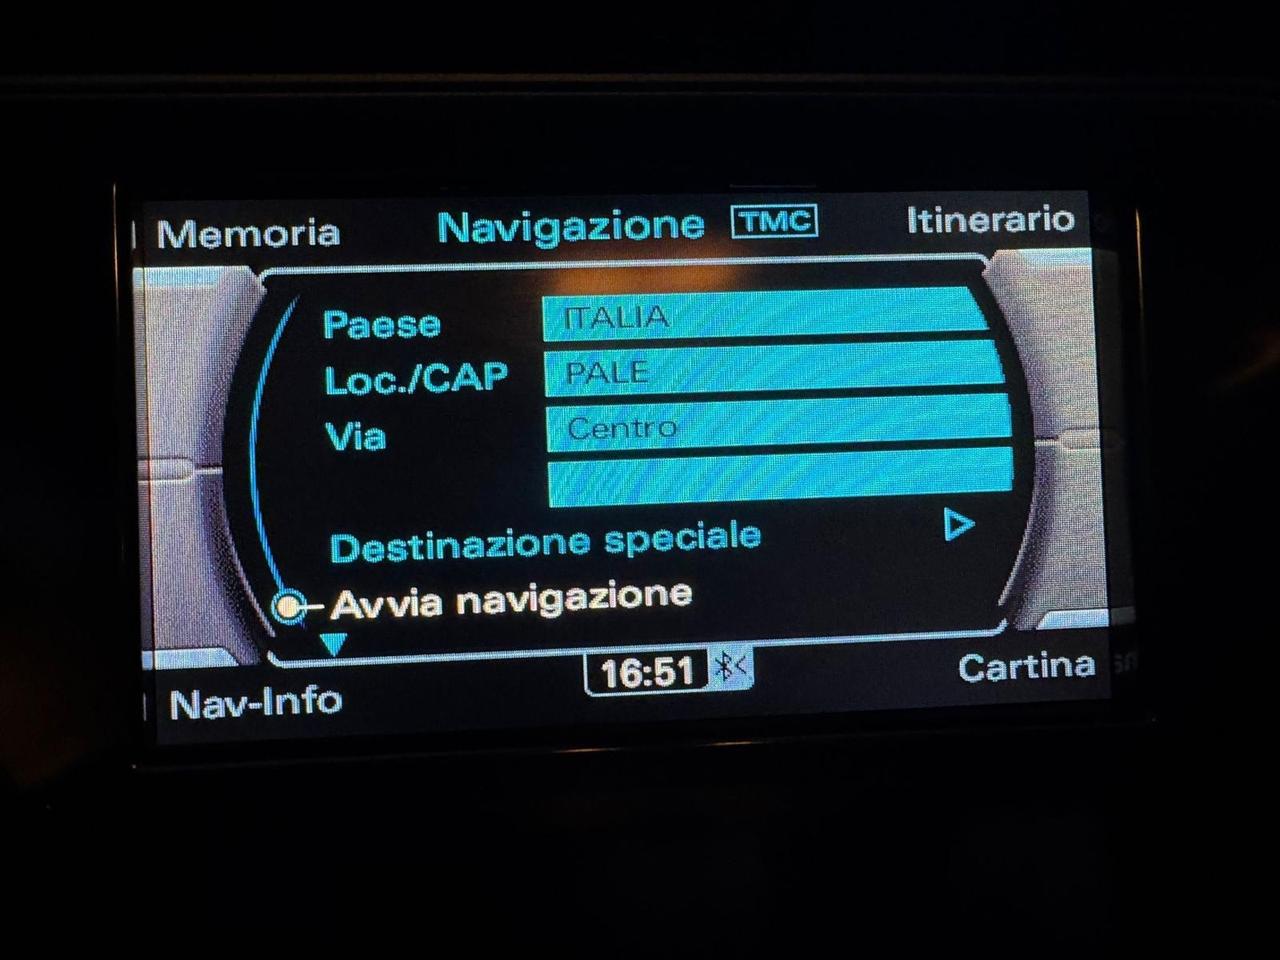 Memoria Navigazione TMC Itinerario
Paese ITALIA
Loc./CAP PALE
Via Centro
Destinazione speciale
Avvia navigazione
Nav-Info 16:51 Cartina